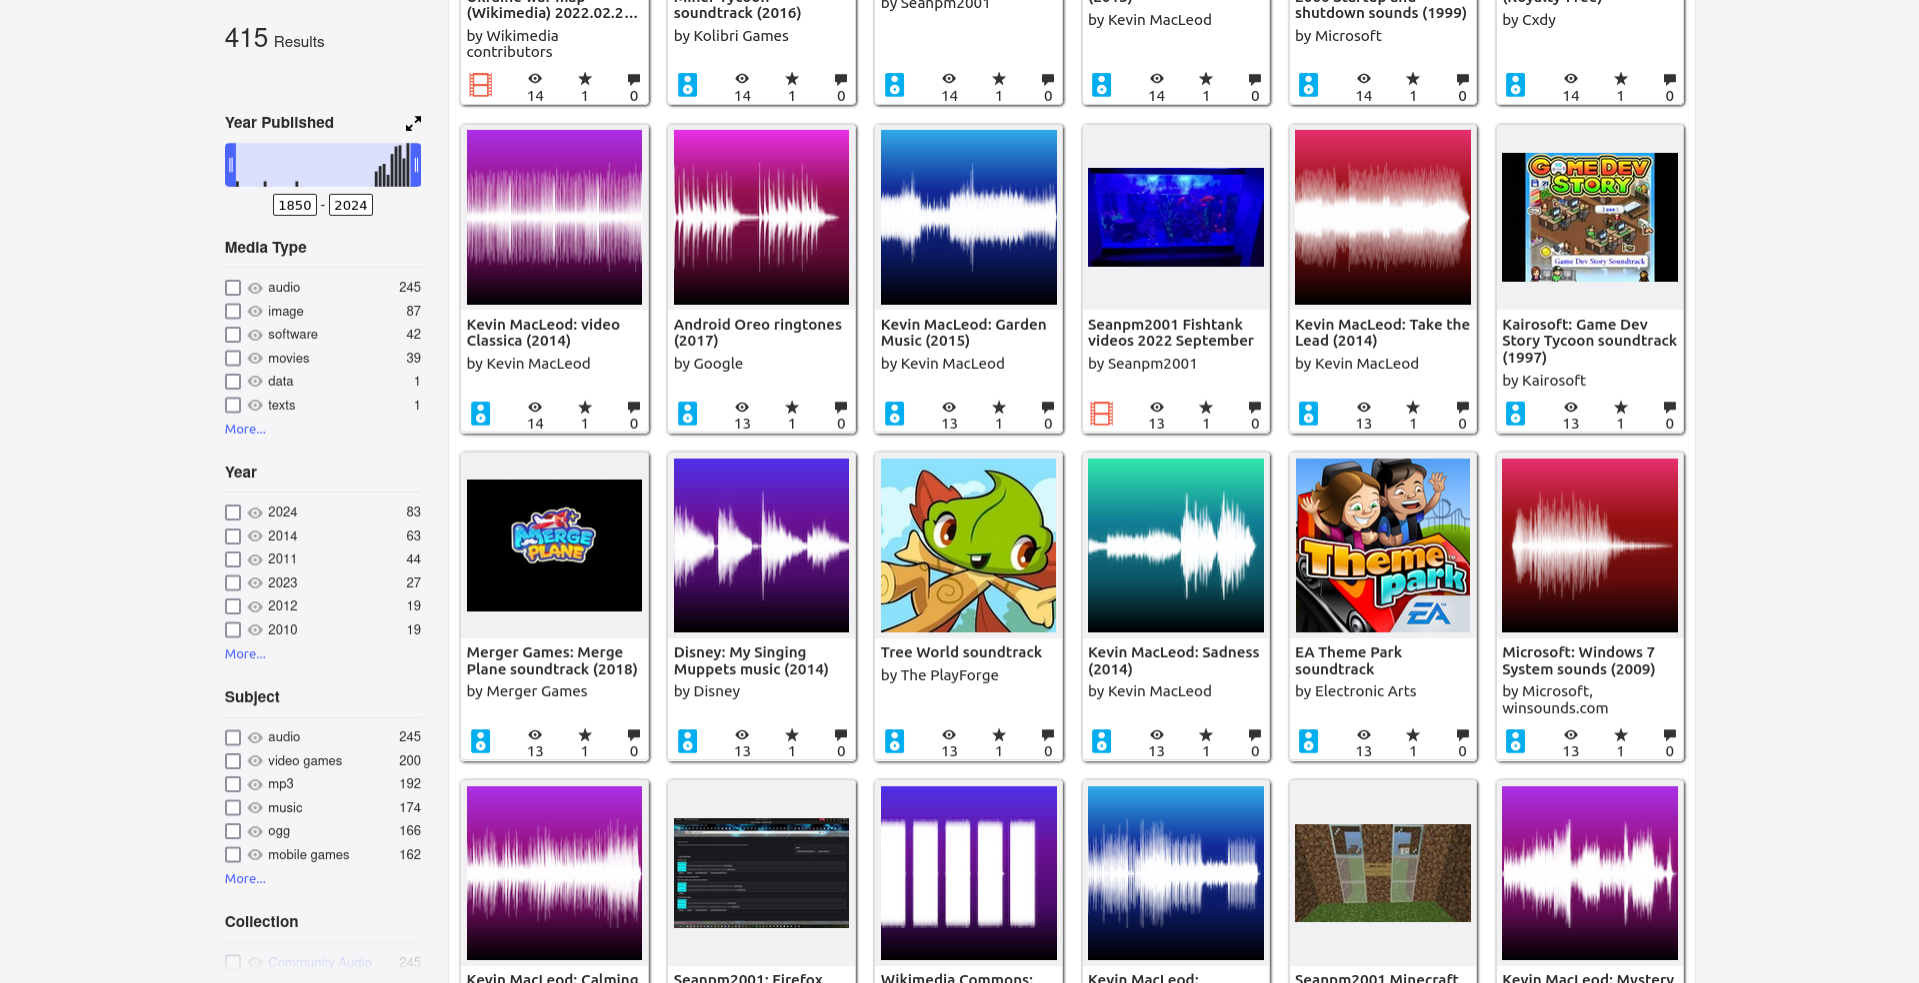 415 Results
Year Published
1850 - 2024
Media Type
audio 245
image 87
software 42
movies 39
data 1
texts 1
More...
Year
2024 83
2014 63
2011 44
2023 27
2012 19
2010 19
More...
Subject
audio 245
video games 200
mp3 192
music 174
ogg 166
mobile games 162
More...
Collection
Community Audio 245
(Wikimedia) 2022.02.2...
by Wikimedia
contributors
14 1 0
soundtrack (2016)
by Kolibri Games
14 1 0
by Seanpm2001
14 1 0
by Kevin MacLeod
14 1 0
shutdown sounds (1999)
by Microsoft
14 1 0
by Cxdy
14 1 0
Kevin MacLeod: video
Classica (2014)
by Kevin MacLeod
14 1 0
Android Oreo ringtones
(2017)
by Google
13 1 0
Kevin MacLeod: Garden
Music (2015)
by Kevin MacLeod
13 1 0
Seanpm2001 Fishtank
videos 2022 September
by Seanpm2001
13 1 0
Kevin MacLeod: Take the
Lead (2014)
by Kevin MacLeod
13 1 0
GAME DEV
STORY
Game Dev Story Soundtrack
Kairosoft: Game Dev
Story Tycoon soundtrack
(1997)
by Kairosoft
13 1 0
MERGE
PLANE
Merger Games: Merge
Plane soundtrack (2018)
by Merger Games
13 1 0
Disney: My Singing
Muppets music (2014)
by Disney
13 1 0
Tree World soundtrack
by The PlayForge
13 1 0
Kevin MacLeod: Sadness
(2014)
by Kevin MacLeod
13 1 0
Theme
park
EA
EA Theme Park
soundtrack
by Electronic Arts
13 1 0
Microsoft: Windows 7
System sounds (2009)
by Microsoft,
winsounds.com
13 1 0
Kevin MacLeod: Calming
Seanpm2001: Firefox
Wikimedia Commons:
Kevin MacLeod:
Seanpm2001 Minecraft
Kevin MacLeod: Mystery